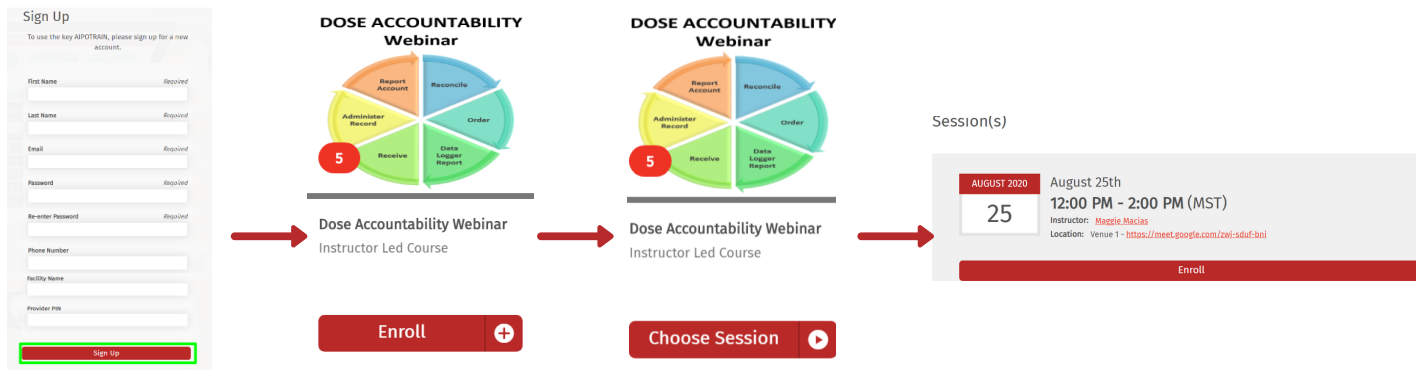 Sign Up
To use the key AIPOTRAIN, please sign up for a new
account.
First Name Required
Last Name Required
Email Required
Password Required
Re-enter Password Required
Phone Number
Facility Name
Provider PIN
Sign Up
DOSE ACCOUNTABILITY
Webinar
Report
Account
Reconcile
Administer
Record
Order
5
Receive
Data
Logger
Report
Dose Accountability Webinar
Instructor Led Course
Enroll
DOSE ACCOUNTABILITY
Webinar
Report
Account
Reconcile
Administer
Record
Order
5
Receive
Data
Logger
Report
Dose Accountability Webinar
Instructor Led Course
Choose Session
Session(s)
AUGUST 2020
25
August 25th
12:00 PM - 2:00 PM (MST)
Instructor: Maggie Macias
Location: Venue 1 - https://meet.google.com/zwj-sduf-bni
Enroll